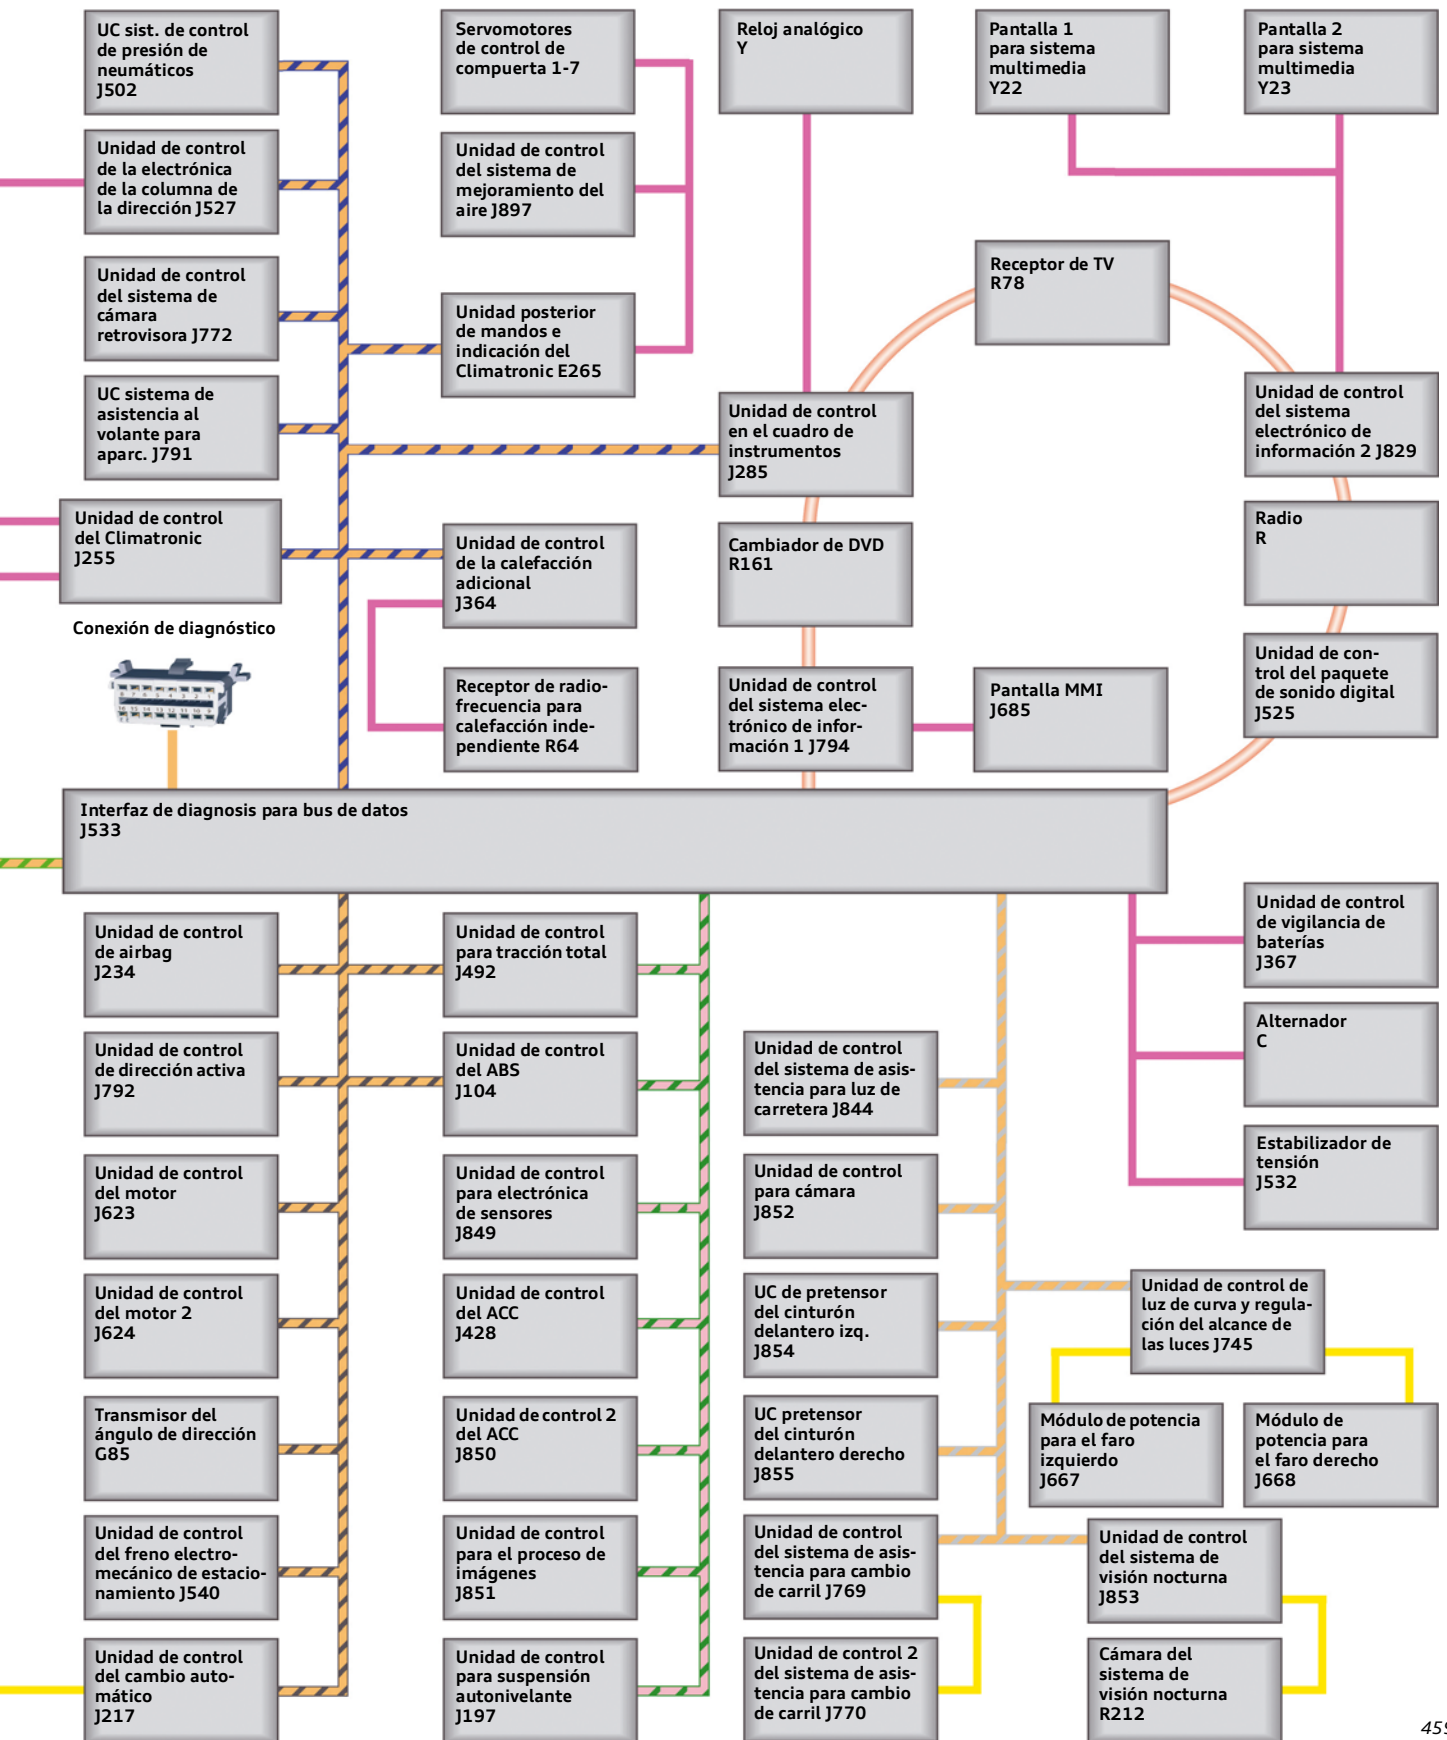 UC sist. de control
de presión de
neumáticos
J502
Servomotores
de control de
compuerta 1-7
Reloj analógico
Y
Pantalla 1
para sistema
multimedia
Y22
Pantalla 2
para sistema
multimedia
Y23
Unidad de control
de la electrónica
de la columna de
la dirección J527
Unidad de control
del sistema de
mejoramiento del
aire J897
Unidad de control
del sistema de
cámara
retrovisora J772
Unidad posterior
de mandos e
indicación del
Climatronic E265
Receptor de TV
R78
UC sistema de
asistencia al
volante para
aparc. J791
Unidad de control
en el cuadro de
instrumentos
J285
Unidad de control
del sistema
electrónico de
información 2 J829
Unidad de control
del Climatronic
J255
Unidad de control
de la calefacción
adicional
J364
Cambiador de DVD
R161
Radio
R
Conexión de diagnóstico
Receptor de radio-
frecuencia para
calefacción inde-
pendiente R64
Unidad de control
del sistema elec-
trónico de infor-
mación 1 J794
Pantalla MMI
J685
Unidad de con-
trol del paquete
de sonido digital
J525
Interfaz de diagnosis para bus de datos
J533
Unidad de control
de airbag
J234
Unidad de control
para tracción total
J492
Unidad de control
de vigilancia de
baterías
J367
Unidad de control
de dirección activa
J792
Unidad de control
del ABS
J104
Unidad de control
del sistema de asis-
tencia para luz de
carretera J844
Alternador
C
Unidad de control
del motor
J623
Unidad de control
para electrónica
de sensores
J849
Unidad de control
para cámara
J852
Estabilizador de
tensión
J532
Unidad de control
del motor 2
J624
Unidad de control
del ACC
J428
UC de pretensor
del cinturón
delantero izq.
J854
Unidad de control de
luz de curva y regula-
ción del alcance de
las luces J745
Transmisor del
ángulo de dirección
G85
Unidad de control 2
del ACC
J850
UC pretensor
del cinturón
delantero derecho
J855
Módulo de potencia
para el faro
izquierdo
J667
Módulo de
potencia para
el faro derecho
J668
Unidad de control
del freno electro-
mecánico de estacio-
namiento J540
Unidad de control
para el proceso de
imágenes
J851
Unidad de control
del sistema de asis-
tencia para cambio
de carril J769
Unidad de control
del sistema de
visión nocturna
J853
Unidad de control
del cambio auto-
mático
J217
Unidad de control
para suspensión
autonivelante
J197
Unidad de control 2
del sistema de asis-
tencia para cambio
de carril J770
Cámara del
sistema de
visión nocturna
R212
459